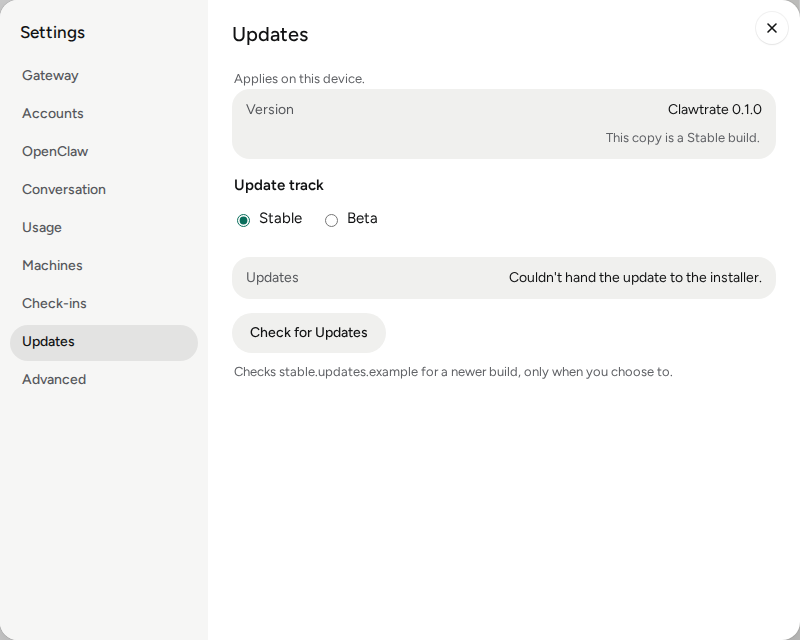 Settings
Gateway
Accounts
OpenClaw
Conversation
Usage
Machines
Check-ins
Updates
Advanced
Updates
Applies on this device.
Version Clawtrate 0.1.0
This copy is a Stable build.
Update track
Stable Beta
Updates Couldn't hand the update to the installer.
Check for Updates
Checks stable.updates.example for a newer build, only when you choose to.